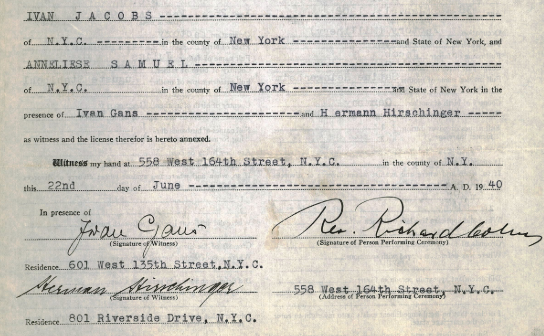 IVAN JACOBS --------------------
of N.Y.C. ---------- in the county of New York -------------- and State of New York, and
ANNELIESE SAMUEL ------------------------
of N.Y.C. in the county of New York -------------- and State of New York in the
presence of Ivan Gans -------------- and Hermann Hirschinger -----
as witness and the license therefor is hereto annexed.
Witness my hand at 558 West 164th Street, N.Y.C. in the county of N.Y.
this 22nd day of June -------------------------------- A. D. 1940
In presence of
Iwan Gans Rev. Richard
(Signature of Witness) (Signature of Person Performing Ceremony)
Residence 601 West 135th Street, N.Y.C.
Herman Hirschinger 558 West 164th Street, N.Y.C.
(Signature of Witness) (Address of Person Performing Ceremony)
Residence 801 Riverside Drive, N.Y.C.